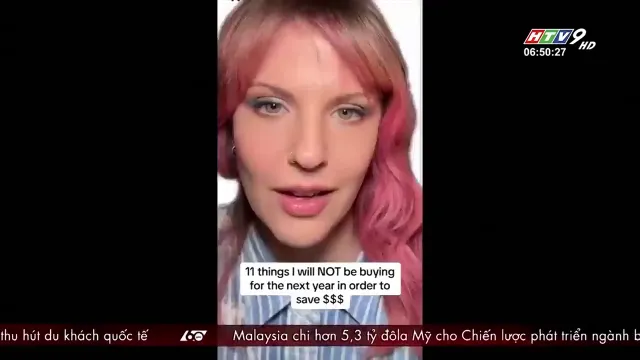 HTV9 HD
06:50:27
11 things I will NOT be buying
for the next year in order to
save $$$
thu hút du khách quốc tế 60 Malaysia chi hơn 5,3 tỷ đôla Mỹ cho Chiến lược phát triển ngành